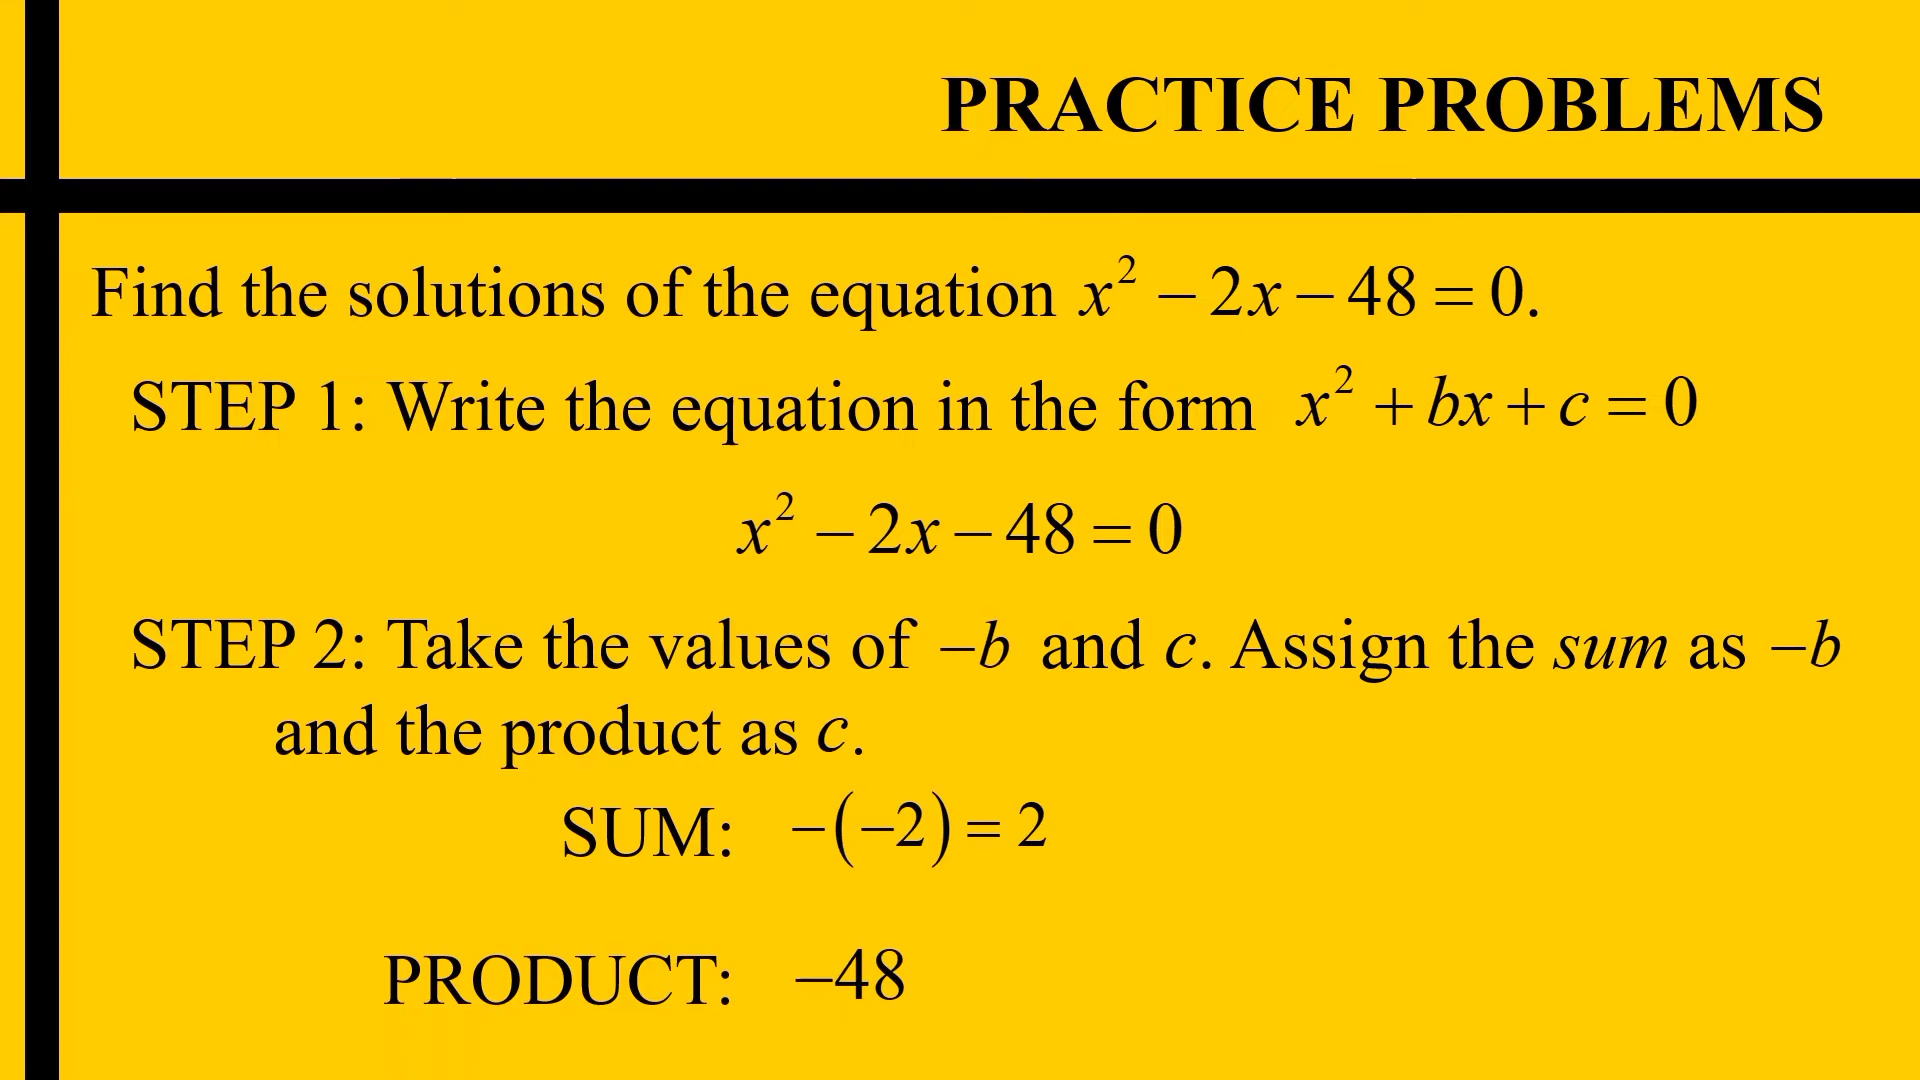 PRACTICE PROBLEMS
Find the solutions of the equation x² − 2x − 48 = 0.
STEP 1: Write the equation in the form x² + bx + c = 0
x² − 2x − 48 = 0
STEP 2: Take the values of −b and c. Assign the sum as −b
and the product as c.
SUM: −(−2) = 2
PRODUCT: −48